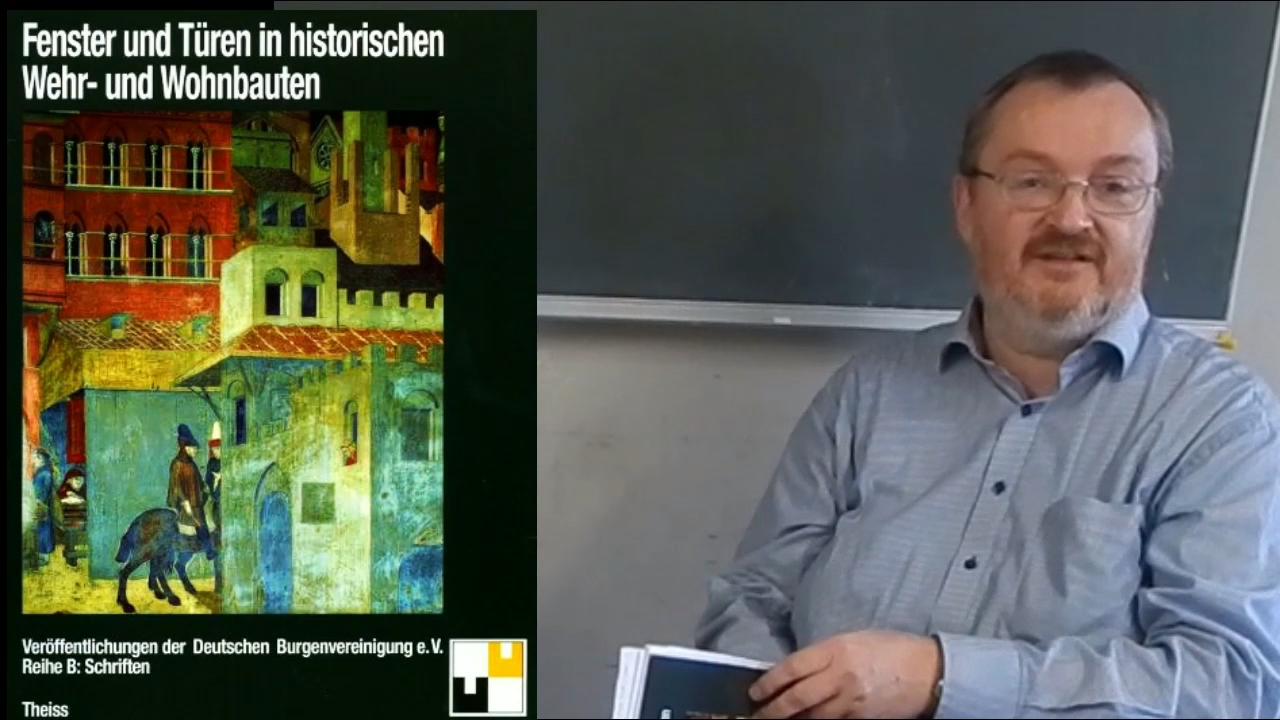 Fenster und Türen in historischen
Wehr- und Wohnbauten
Veröffentlichungen der Deutschen Burgenvereinigung e.V.
Reihe B: Schriften
Theiss